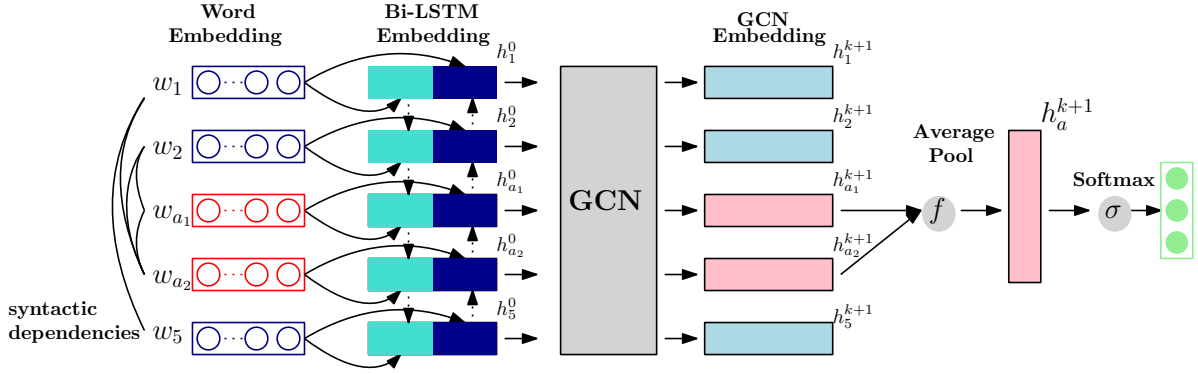 Word
Embedding
Bi-LSTM
Embedding
GCN
Embedding
w_1
h_1^0
h_1^{k+1}
w_2
h_2^0
h_2^{k+1}
w_{a_1}
h_{a_1}^0
h_{a_1}^{k+1}
w_{a_2}
h_{a_2}^0
h_{a_2}^{k+1}
w_5
h_5^0
h_5^{k+1}
syntactic
dependencies
GCN
Average
Pool
f
h_a^{k+1}
Softmax
σ